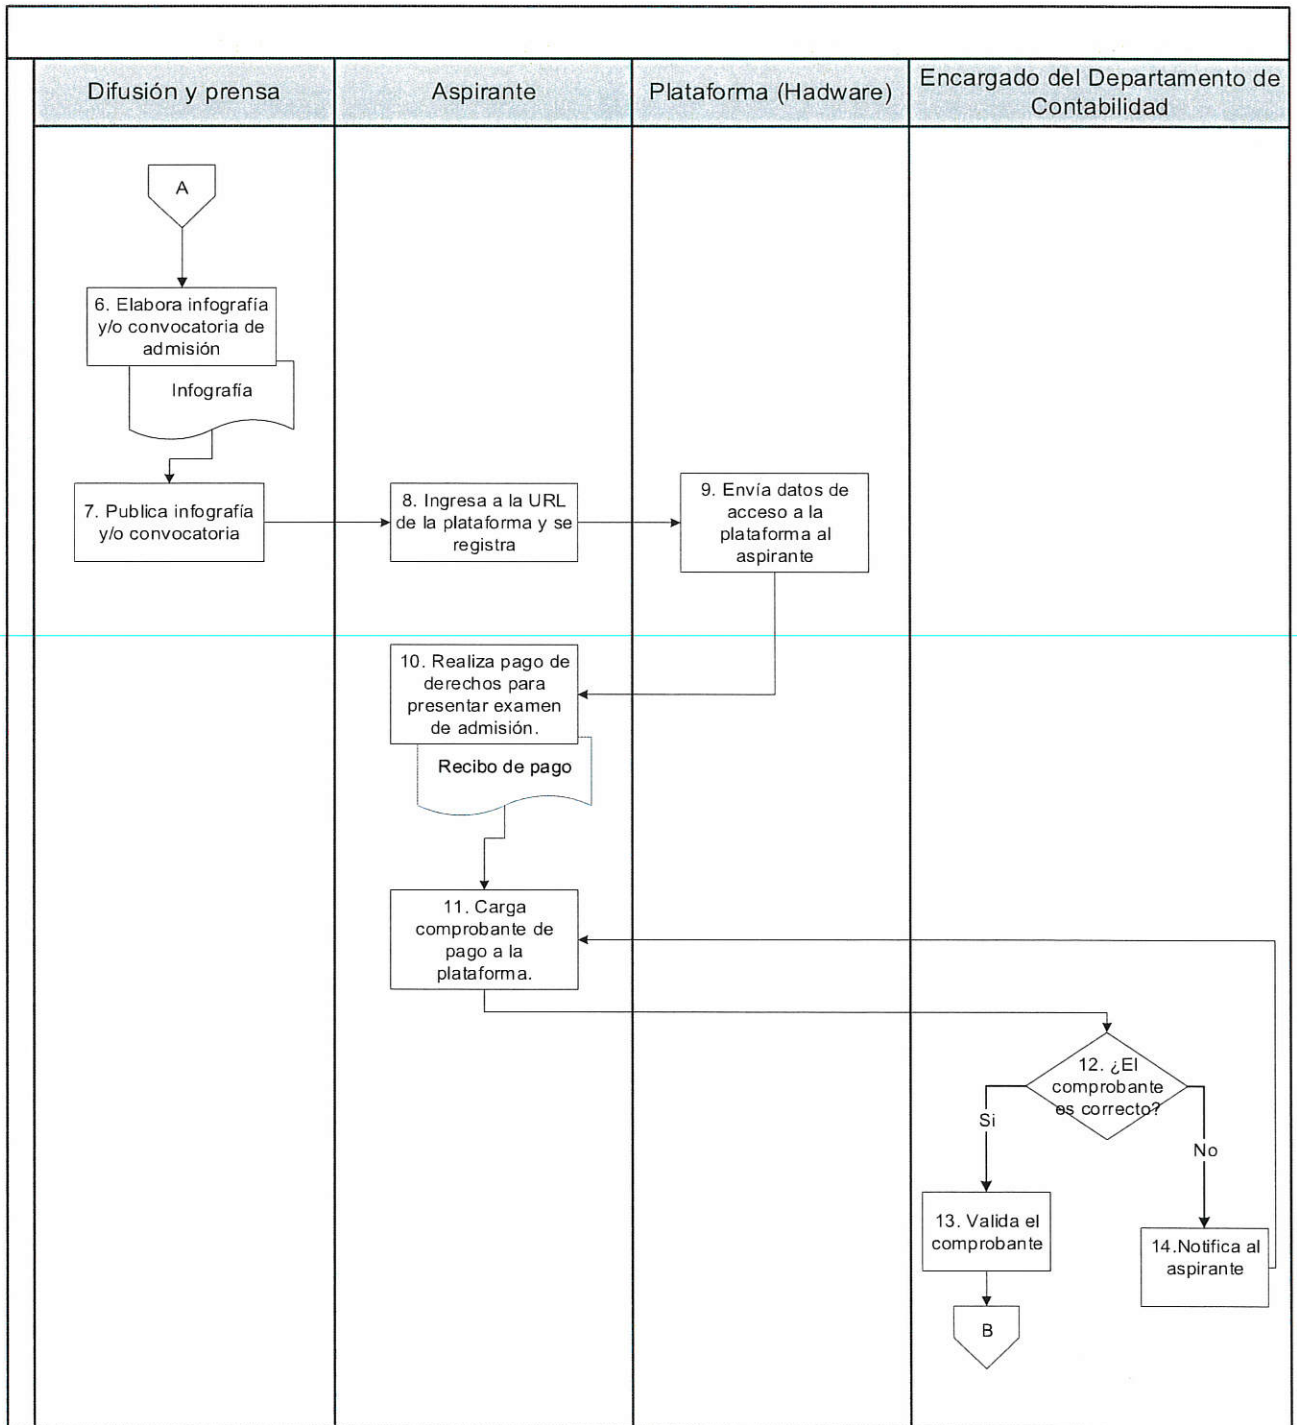 Difusión y prensa
Aspirante
Plataforma (Hadware)
Encargado del Departamento de
Contabilidad
A
6. Elabora infografía
y/o convocatoria de
admisión
Infografía
7. Publica infografía
y/o convocatoria
8. Ingresa a la URL
de la plataforma y se
registra
9. Envía datos de
acceso a la
plataforma al
aspirante
10. Realiza pago de
derechos para
presentar examen
de admisión.
Recibo de pago
11. Carga
comprobante de
pago a la
plataforma.
12. ¿El
comprobante
es correcto?
Si
No
13. Valida el
comprobante
14.Notifica al
aspirante
B